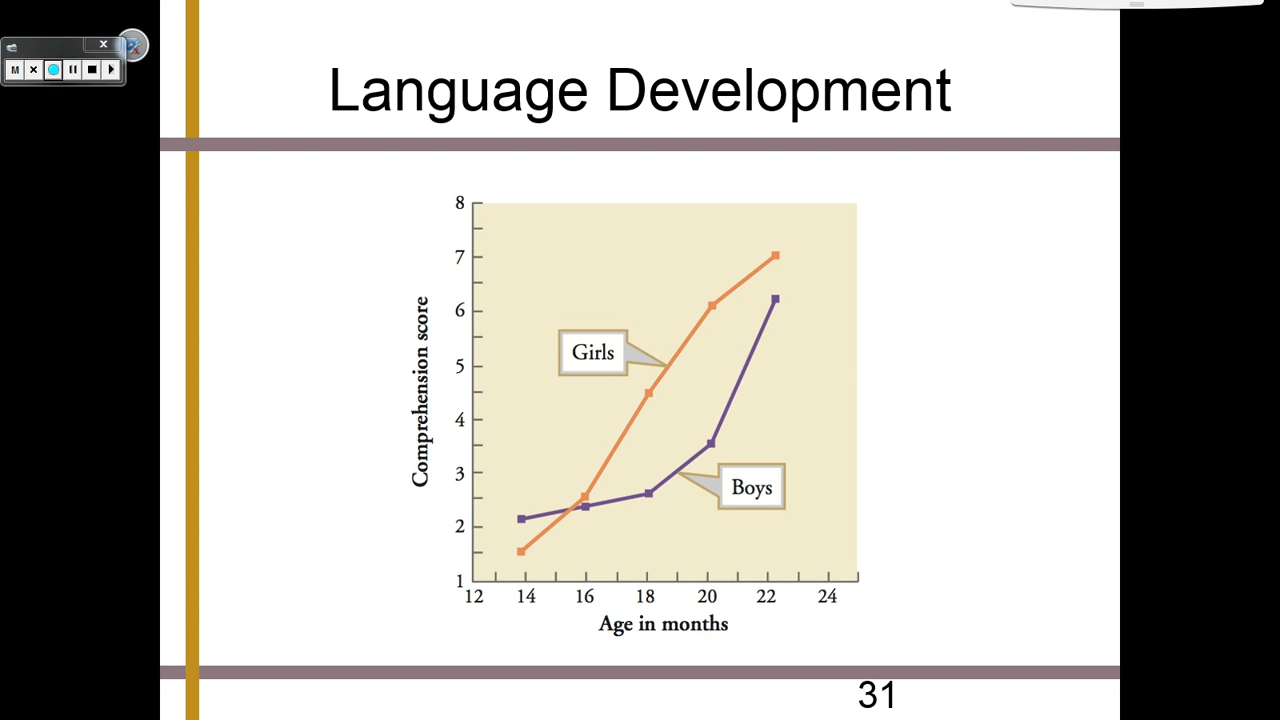 M
Language Development
8
7
6
5
4
3
2
1
Comprehension score
Girls
Boys
12 14 16 18 20 22 24
Age in months
31